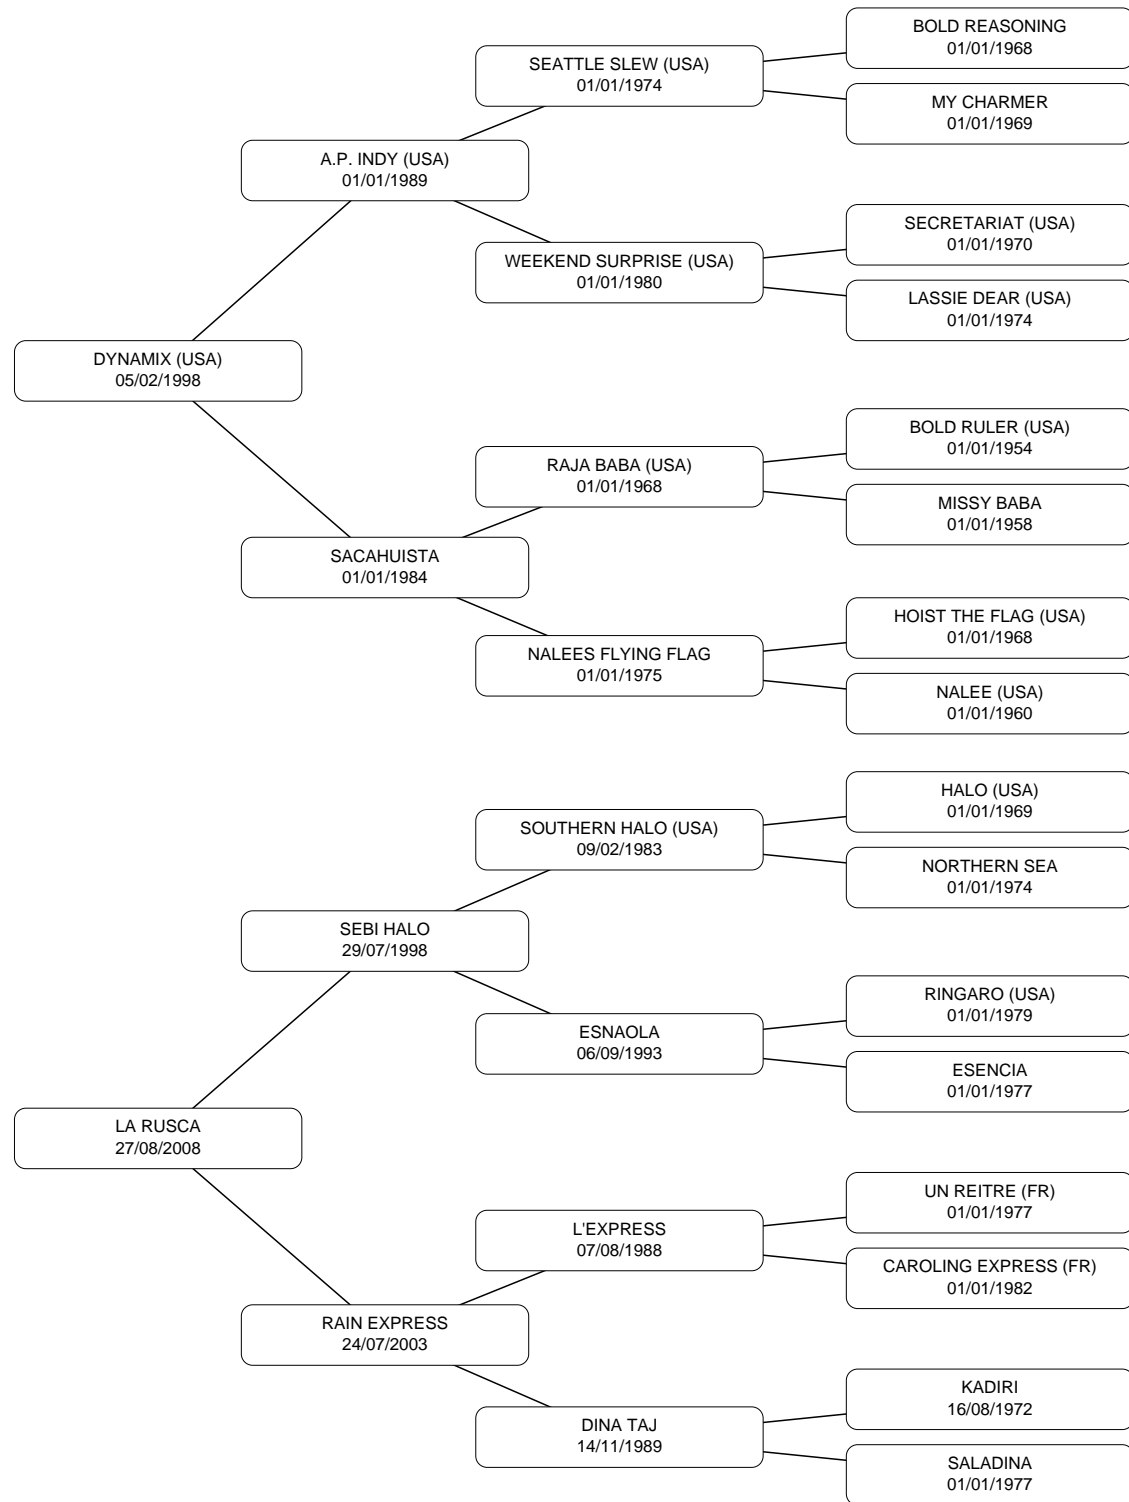 BOLD REASONING
01/01/1968
SEATTLE SLEW (USA)
01/01/1974
MY CHARMER
01/01/1969
A.P. INDY (USA)
01/01/1989
SECRETARIAT (USA)
01/01/1970
WEEKEND SURPRISE (USA)
01/01/1980
LASSIE DEAR (USA)
01/01/1974
DYNAMIX (USA)
05/02/1998
BOLD RULER (USA)
01/01/1954
RAJA BABA (USA)
01/01/1968
MISSY BABA
01/01/1958
SACAHUISTA
01/01/1984
HOIST THE FLAG (USA)
01/01/1968
NALEES FLYING FLAG
01/01/1975
NALEE (USA)
01/01/1960
HALO (USA)
01/01/1969
SOUTHERN HALO (USA)
09/02/1983
NORTHERN SEA
01/01/1974
SEBI HALO
29/07/1998
RINGARO (USA)
01/01/1979
ESNAOLA
06/09/1993
ESENCIA
01/01/1977
LA RUSCA
27/08/2008
UN REITRE (FR)
01/01/1977
L'EXPRESS
07/08/1988
CAROLING EXPRESS (FR)
01/01/1982
RAIN EXPRESS
24/07/2003
KADIRI
16/08/1972
DINA TAJ
14/11/1989
SALADINA
01/01/1977